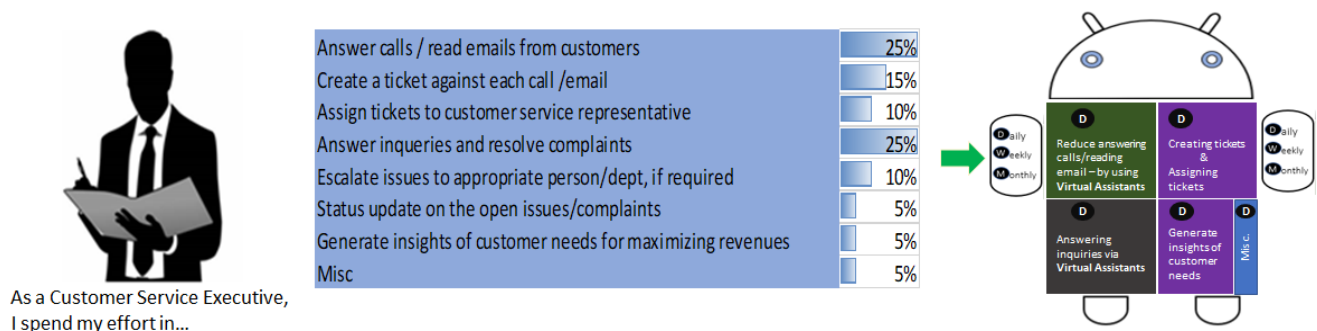 As a Customer Service Executive,
I spend my effort in...
Answer calls / read emails from customers 25%
Create a ticket against each call /email 15%
Assign tickets to customer service representative 10%
Answer inqueries and resolve complaints 25%
Escalate issues to appropriate person/dept, if required 10%
Status update on the open issues/complaints 5%
Generate insights of customer needs for maximizing revenues 5%
Misc 5%
Daily
Weekly
Monthly
D
Reduce answering
calls/reading
email – by using
Virtual Assistants
D
Creating tickets
&
Assigning
tickets
D
Answering
inquiries via
Virtual Assistants
D
Generate
insights of
customer
needs
D
Mis c.
Daily
Weekly
Monthly